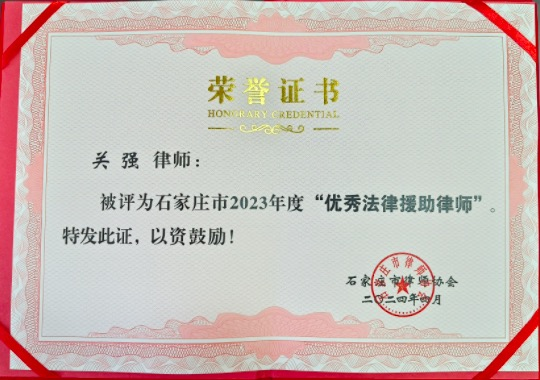 荣誉证书
HONORARY CREDENTIAL
关强 律师：
被评为石家庄市2023年度“优秀法律援助律师”。
特发此证，以资鼓励！
石家庄市律师协会
二〇二四年四月